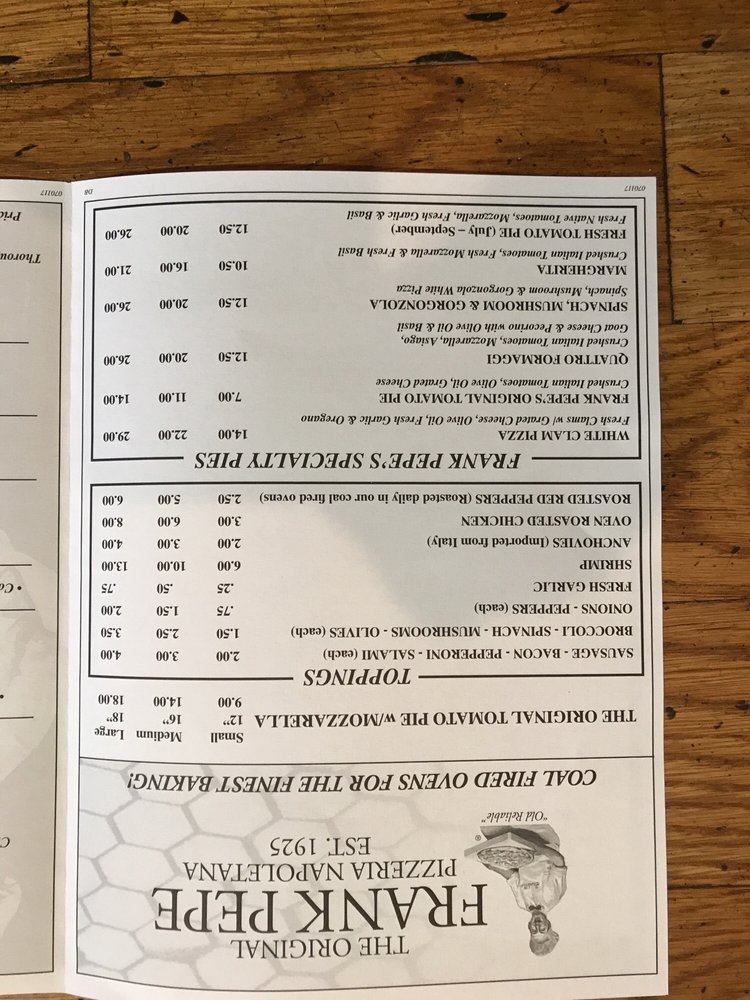 THE ORIGINAL
FRANK PEPE
PIZZERIA NAPOLETANA
EST. 1925
®
"Old Reliable"
COAL FIRED OVENS FOR THE FINEST BAKING!
Small Medium Large
12" 16" 18"
THE ORIGINAL TOMATO PIE w/MOZZARELLA 9.00 14.00 18.00
TOPPINGS
SAUSAGE - BACON - PEPPERONI - SALAMI (each) 2.00 3.00 4.00
BROCCOLI - SPINACH - MUSHROOMS - OLIVES (each) 1.50 2.50 3.50
ONIONS - PEPPERS (each) .75 1.50 2.00
FRESH GARLIC .25 .50 .75
SHRIMP 6.00 10.00 13.00
ANCHOVIES (Imported from Italy) 2.00 3.00 4.00
OVEN ROASTED CHICKEN 3.00 6.00 8.00
ROASTED RED PEPPERS (Roasted daily in our coal fired ovens) 2.50 5.00 6.00
FRANK PEPE'S SPECIALTY PIES
WHITE CLAM PIZZA 14.00 22.00 29.00
Fresh Clams w/ Grated Cheese, Olive Oil, Fresh Garlic & Oregano
FRANK PEPE'S ORIGINAL TOMATO PIE 7.00 11.00 14.00
Crushed Italian Tomatoes, Olive Oil, Grated Cheese
QUATTRO FORMAGGI 12.50 20.00 26.00
Crushed Italian Tomatoes, Mozzarella, Asiago,
Goat Cheese & Pecorino with Olive Oil & Basil
SPINACH, MUSHROOM & GORGONZOLA 12.50 20.00 26.00
Spinach, Mushroom & Gorgonzola White Pizza
MARGHERITA 10.50 16.00 21.00
Crushed Italian Tomatoes, Fresh Mozzarella & Fresh Basil
FRESH TOMATO PIE (July – September) 12.50 20.00 26.00
Fresh Native Tomatoes, Mozzarella, Fresh Garlic & Basil
070117
DB
070117